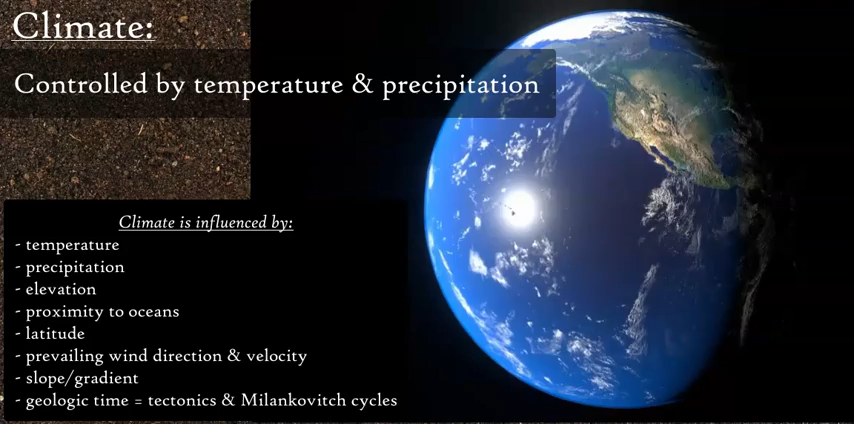 Climate:
Controlled by temperature & precipitation
Climate is influenced by:
- temperature
- precipitation
- elevation
- proximity to oceans
- latitude
- prevailing wind direction & velocity
- slope/gradient
- geologic time = tectonics & Milankovitch cycles